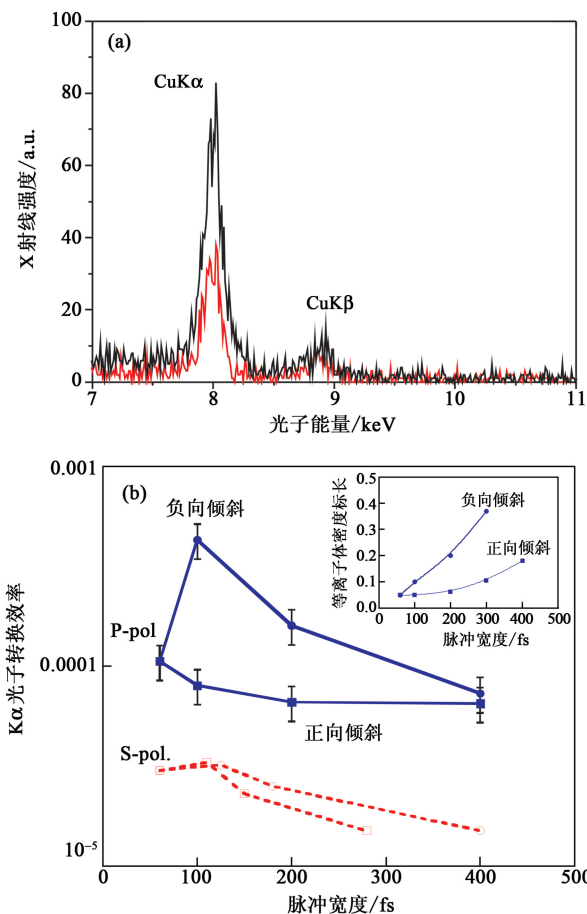 100
(a)
CuKα
80
60
40
CuKβ
20
0
X射线强度/a.u.
7
8
9
10
11
光子能量/keV
0.001
(b)
负向倾斜
P-pol
0.0001
正向倾斜
S-pol.
10⁻⁵
Kα光子转换效率
0
100
200
300
400
500
脉冲宽度/fs
0.5
0.4
0.3
0.2
0.1
0
等离子体密度标长
负向倾斜
正向倾斜
0
100
200
300
400
500
脉冲宽度/fs